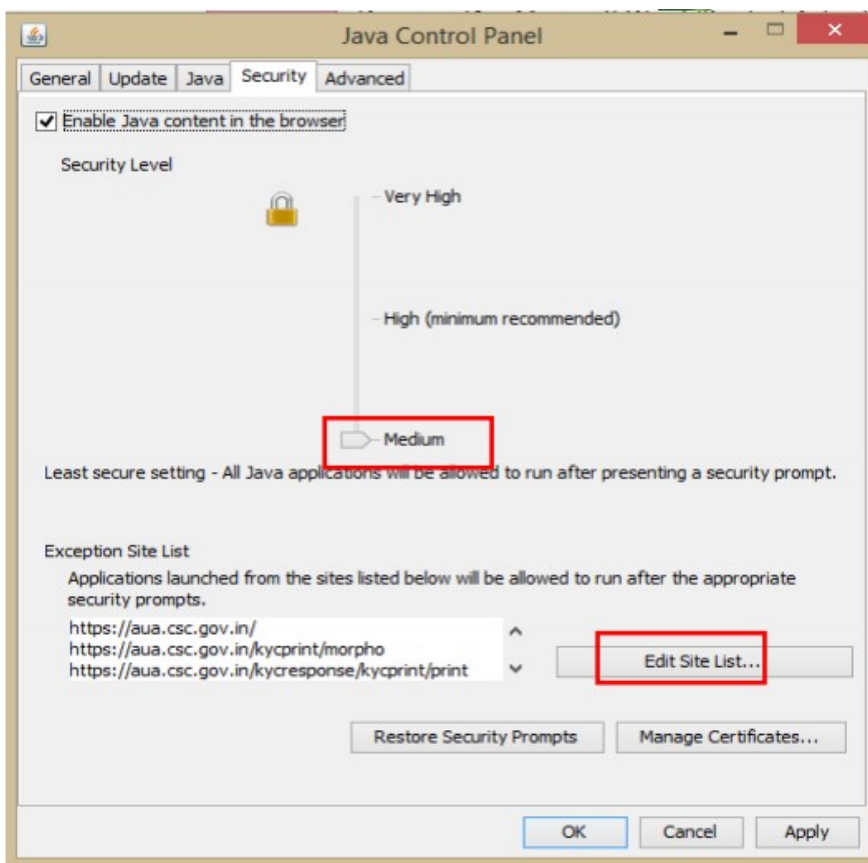 Java Control Panel
General Update Java Security Advanced
Enable Java content in the browser
Security Level
Very High
High (minimum recommended)
Medium
Least secure setting - All Java applications will be allowed to run after presenting a security prompt.
Exception Site List
Applications launched from the sites listed below will be allowed to run after the appropriate
security prompts.
https://aua.csc.gov.in/
https://aua.csc.gov.in/kycprint/morpho
https://aua.csc.gov.in/kycresponse/kycprint/print
Edit Site List...
Restore Security Prompts Manage Certificates...
OK Cancel Apply